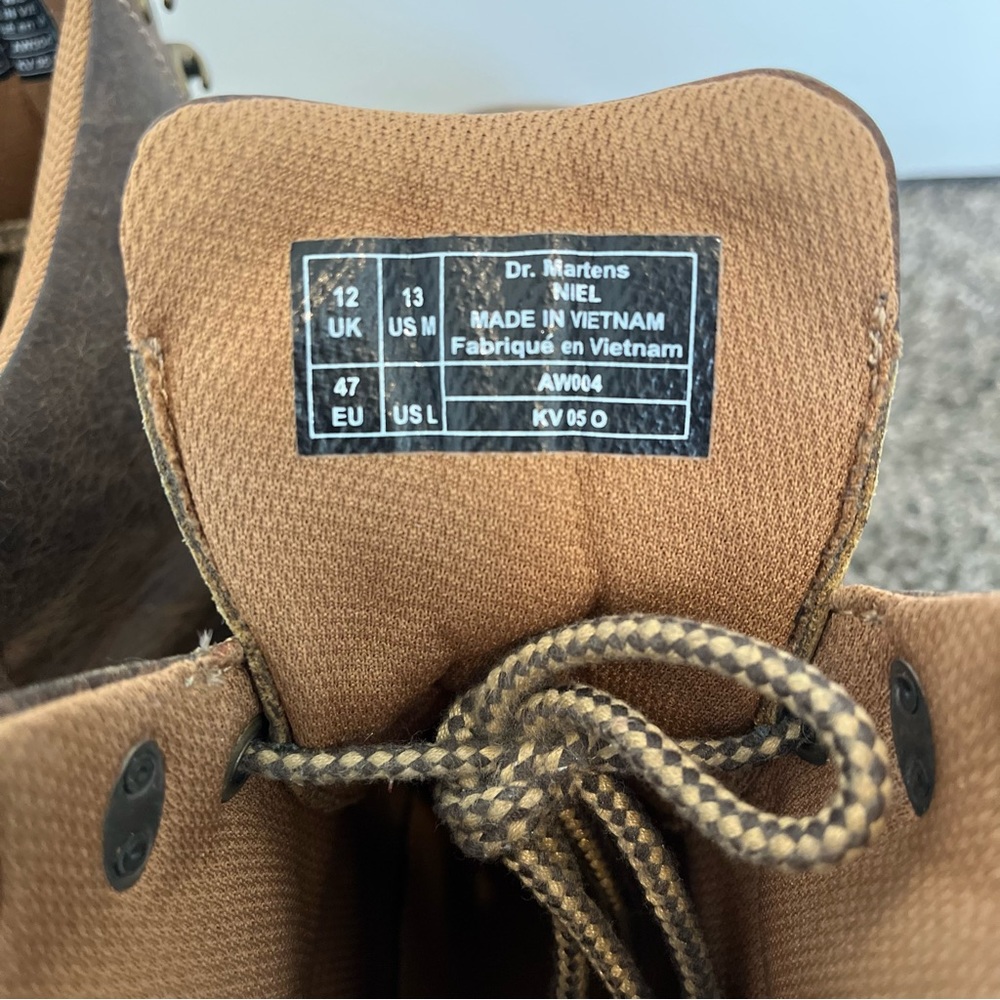 12
UK
13
US M
Dr. Martens
NIEL
MADE IN VIETNAM
Fabriqué en Vietnam
47
EU
US L
AW004
KV 05 O